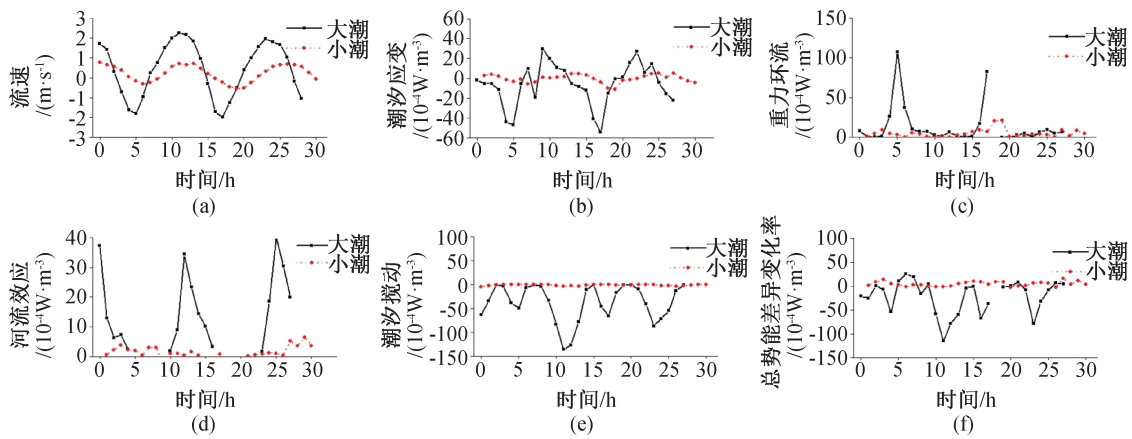 大潮
小潮
流速
/(m·s⁻¹)
3
2
1
0
-1
-2
-3
0 5 10 15 20 25 30
时间/h
(a)
大潮
小潮
潮汐应变
/(10⁻⁴W·m⁻³)
60
40
20
0
-20
-40
-60
0 5 10 15 20 25 30
时间/h
(b)
大潮
小潮
重力环流
/(10⁻⁴W·m⁻³)
150
100
50
0
0 5 10 15 20 25 30
时间/h
(c)
大潮
小潮
河流效应
/(10⁻⁴W·m⁻³)
40
30
20
10
0
0 5 10 15 20 25 30
时间/h
(d)
大潮
小潮
潮汐搅动
/(10⁻⁴W·m⁻³)
100
50
0
-50
-100
-150
0 5 10 15 20 25 30
时间/h
(e)
大潮
小潮
总势能差异变化率
/(10⁻⁴W·m⁻³)
100
50
0
-50
-100
-150
0 5 10 15 20 25 30
时间/h
(f)